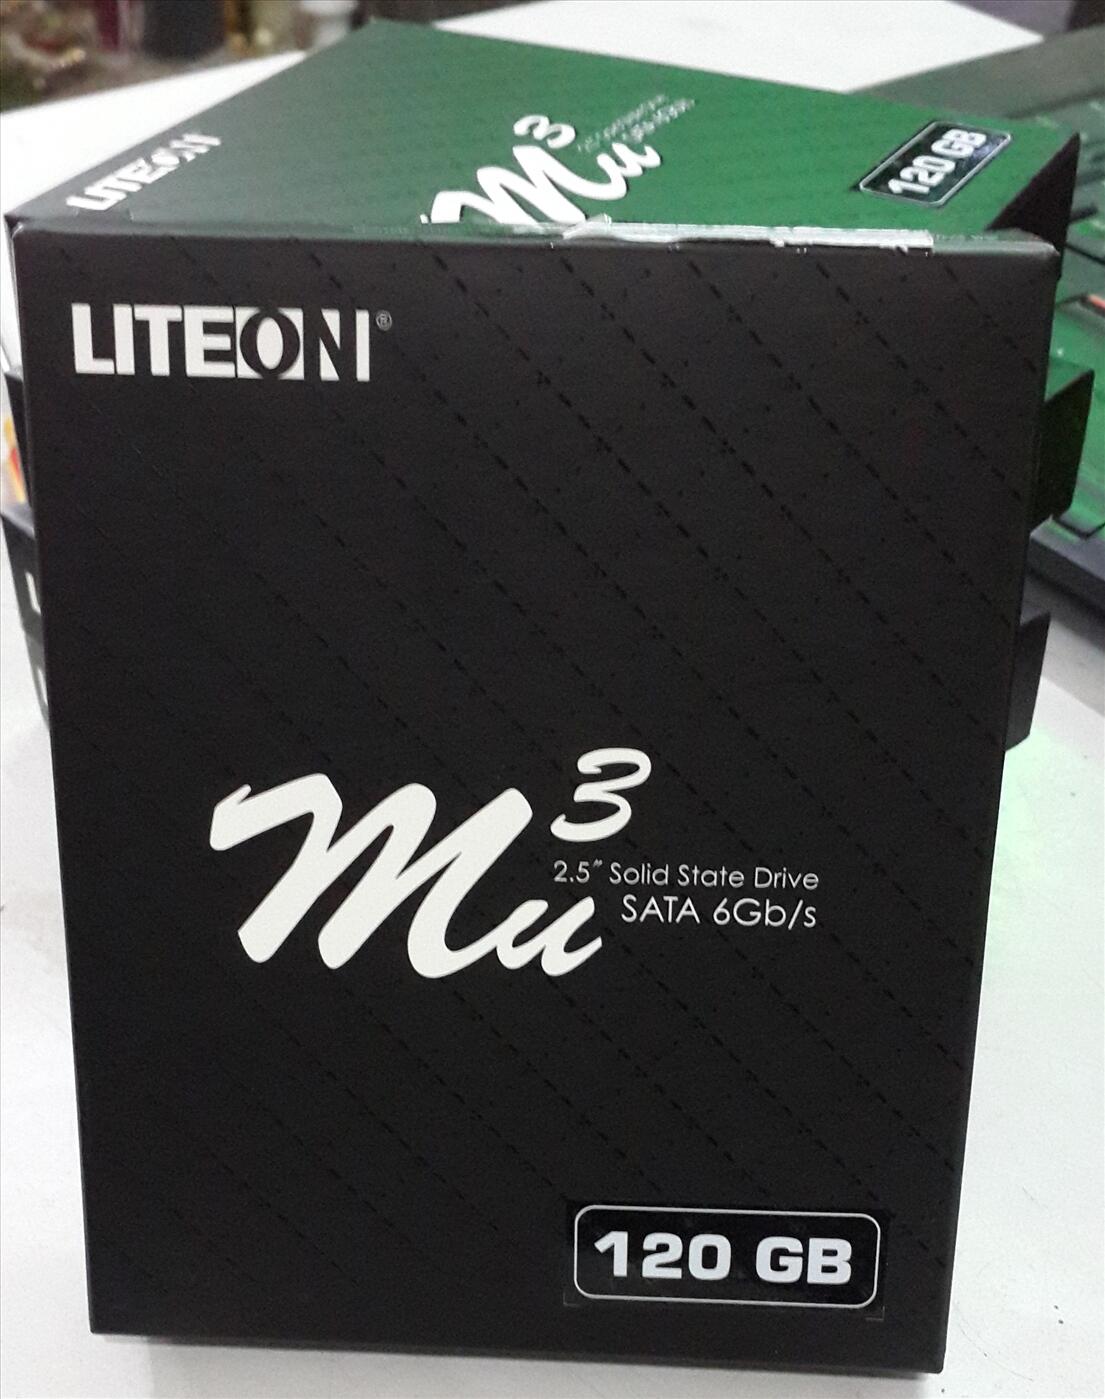 LITEON
Mu3
120 GB
LITEON®
Mu3
2.5" Solid State Drive
SATA 6Gb/s
120 GB